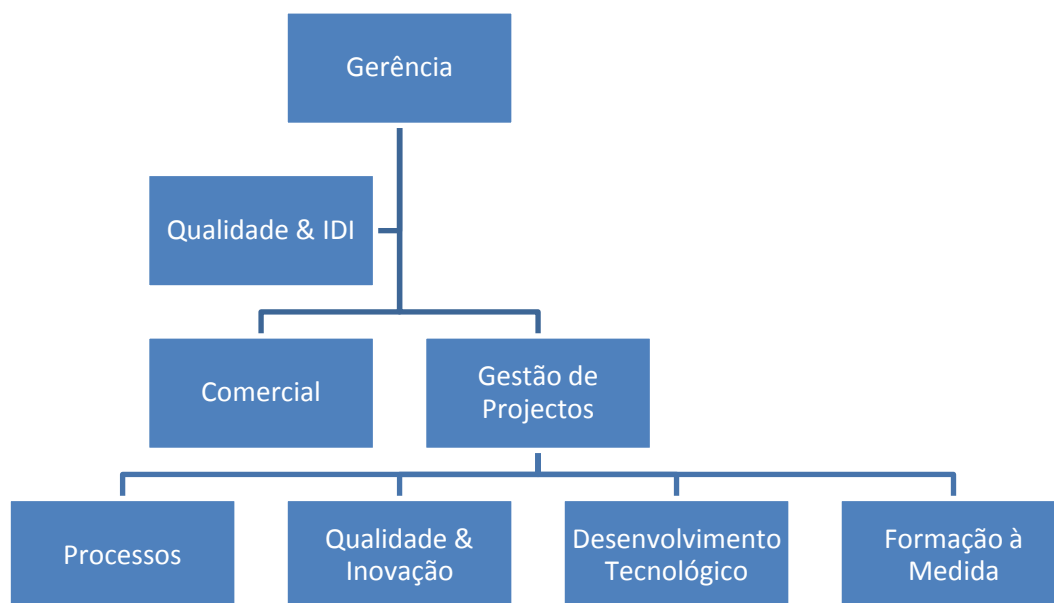 Gerência
Qualidade & IDI
Comercial
Gestão de
Projectos
Processos
Qualidade &
Inovação
Desenvolvimento
Tecnológico
Formação à
Medida